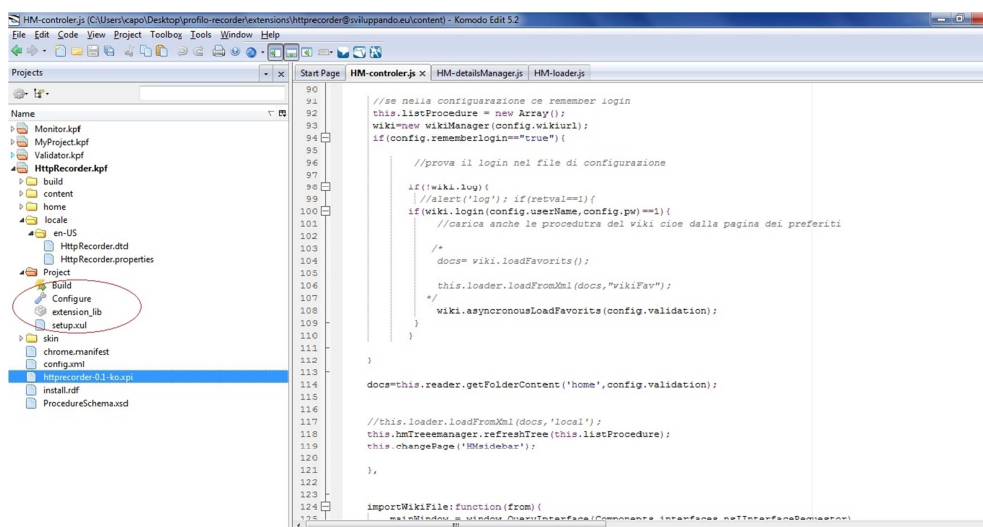 HM-controler.js (C:\Users\capo\Desktop\profilo-recorder\extensions\httprecorder@sviluppando.eu\content) - Komodo Edit 5.2
File Edit Code View Project Toolbox Tools Window Help
Projects
Start Page HM-controler.js HM-detailsManager.js HM-loader.js
Name
Monitor.kpf
MyProject.kpf
Validator.kpf
HttpRecorder.kpf
build
content
home
locale
en-US
HttpRecorder.dtd
HttpRecorder.properties
Project
Build
Configure
extension_lib
setup.xul
skin
chrome.manifest
config.xml
httprecorder-0.1-ko.xpi
install.rdf
ProcedureSchema.xsd
90
91 //se nella configuarazione ce remember login
92 this.listProcedure = new Array();
93 wiki=new wikiManager(config.wikiurl);
94 if(config.rememberlogin=="true"){
95
96 //prova il login nel file di configurazione
97
98 if(!wiki.log){
99 //alert('log'); if(retval==1){
100 if(wiki.login(config.userName,config.pw)==1){
101 //carica anche le procedutra del wiki cioe dalla pagina dei preferiti
102
103 /*
104 docs= wiki.loadFavorits();
105
106 this.loader.loadFromXml(docs,"wikiFav");
107 */
108 wiki.asyncronousLoadFavorits(config.validation);
109 }
110 }
111
112 }
113
114 docs=this.reader.getFolderContent('home',config.validation);
115
116
117 //this.loader.loadFromXml(docs,'local');
118 this.hmTreeemanager.refreshTree(this.listProcedure);
119 this.changePage('HMsidebar');
120
121 },
122
123
124 importWikiFile:function(from){
125 mainWindow = window.QueryInterface(Components.interfaces.nsIInterfaceRequestor)